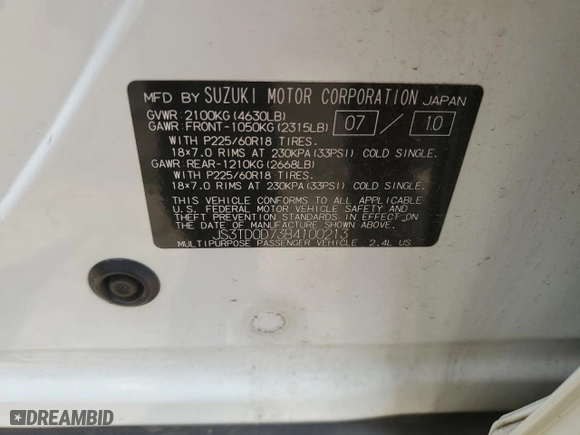 MFD BY SUZUKI MOTOR CORPORATION JAPAN
GVWR: 2100KG (4630LB)
GAWR: FRONT-1050KG (2315LB) 07 / 10
WITH P225/60R18 TIRES.
18×7.0 RIMS AT 230KPA (33PSI) COLD SINGLE.
GAWR: REAR-1210KG (2668LB)
WITH P225/60R18 TIRES.
18×7.0 RIMS AT 230KPA (33PSI) COLD SINGLE.
THIS VEHICLE CONFORMS TO ALL APPLICABLE
U.S. FEDERAL MOTOR VEHICLE SAFETY AND
THEFT PREVENTION STANDARDS IN EFFECT ON
THE DATE OF MANUFACTURE SHOWN ABOVE.
JS3TD0D73B4100213
MULTIPURPOSE PASSENGER VEHICLE 2.4L US
DREAMBID